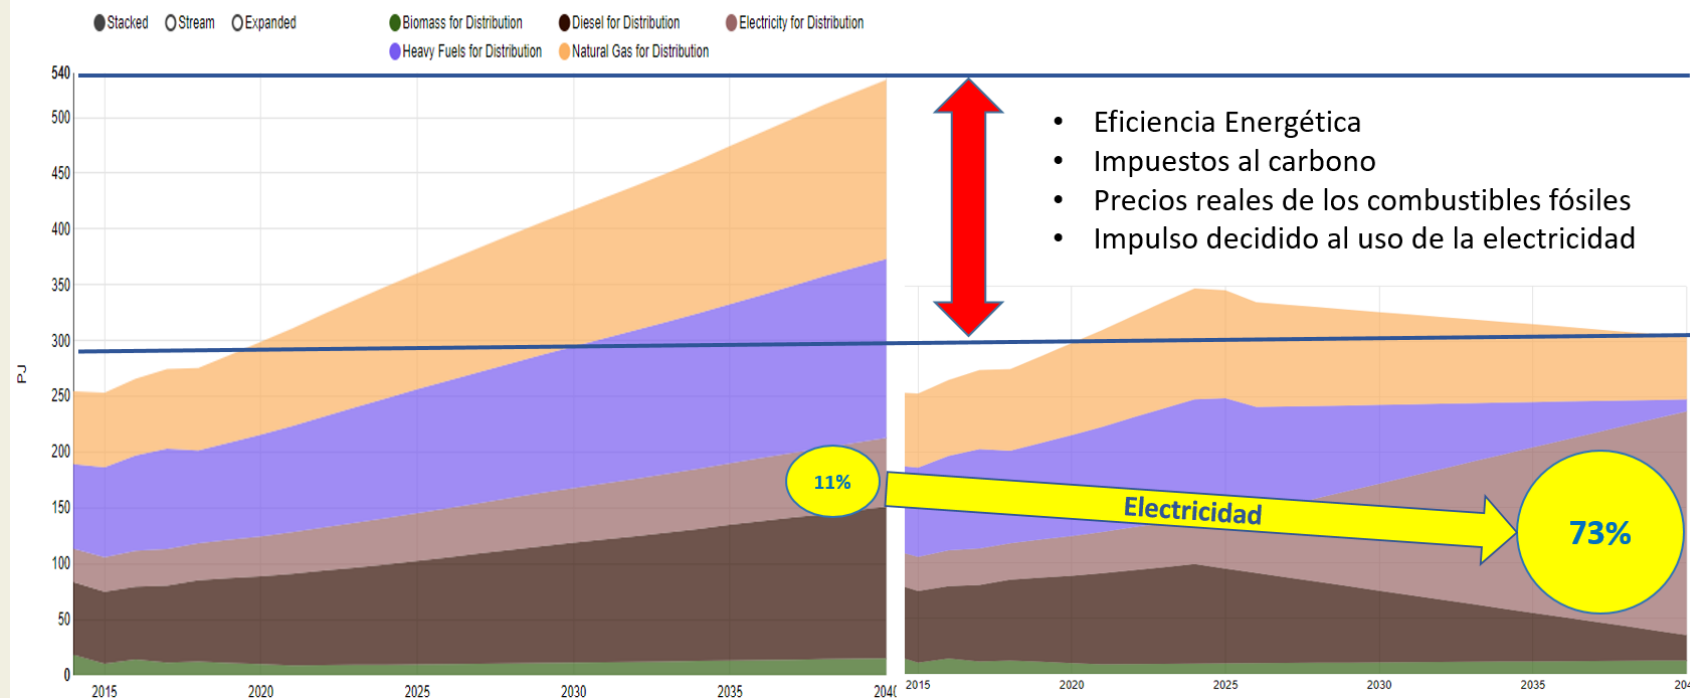 Stacked Stream Expanded
Biomass for Distribution Diesel for Distribution Electricity for Distribution
Heavy Fuels for Distribution Natural Gas for Distribution
540
500
450
400
350
300
250
200
150
100
50
0
PJ
2015 2020 2025 2030 2035 204
2015 2020 2025 2030 2035 204
• Eficiencia Energética
• Impuestos al carbono
• Precios reales de los combustibles fósiles
• Impulso decidido al uso de la electricidad
11%
Electricidad
73%